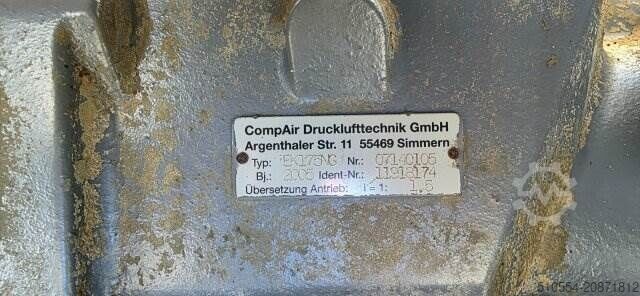 CompAir Drucklufttechnik GmbH
Argenthaler Str. 11 55469 Simmern
Typ: EK175NG Nr.: 07140105
Bj.: 2005 Ident-Nr.: 11918174
Übersetzung Antrieb: i = 1: 1,5
510554-20871812